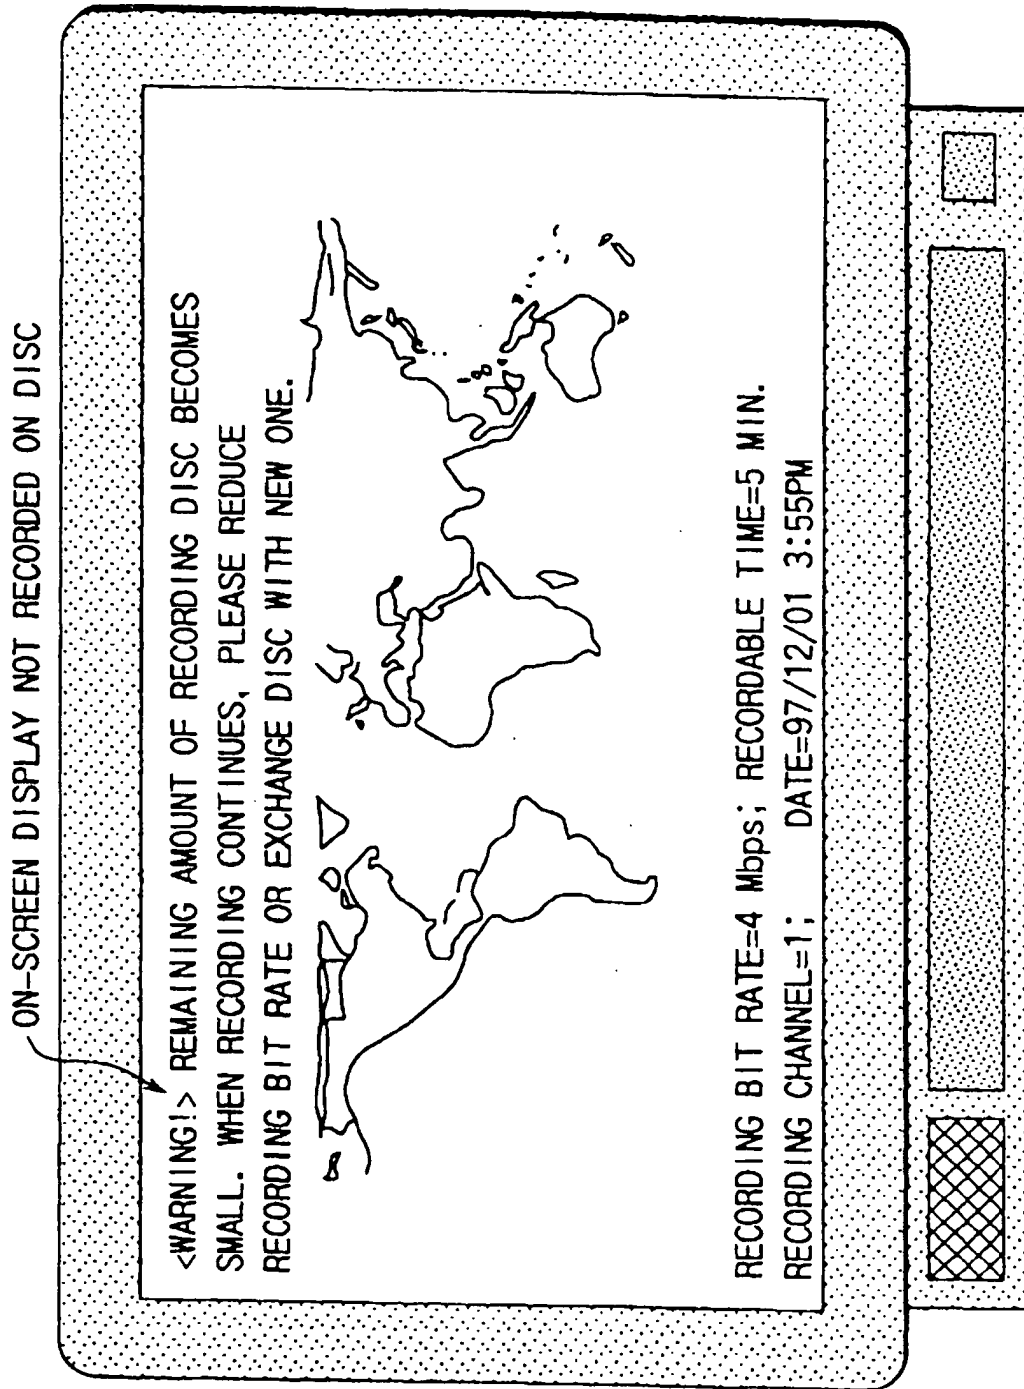 ON-SCREEN DISPLAY NOT RECORDED ON DISC
<WARNING!> REMAINING AMOUNT OF RECORDING DISC BECOMES
SMALL. WHEN RECORDING CONTINUES, PLEASE REDUCE
RECORDING BIT RATE OR EXCHANGE DISC WITH NEW ONE.
RECORDING BIT RATE=4 Mbps; RECORDABLE TIME=5 MIN.
RECORDING CHANNEL=1; DATE=97/12/01 3:55PM